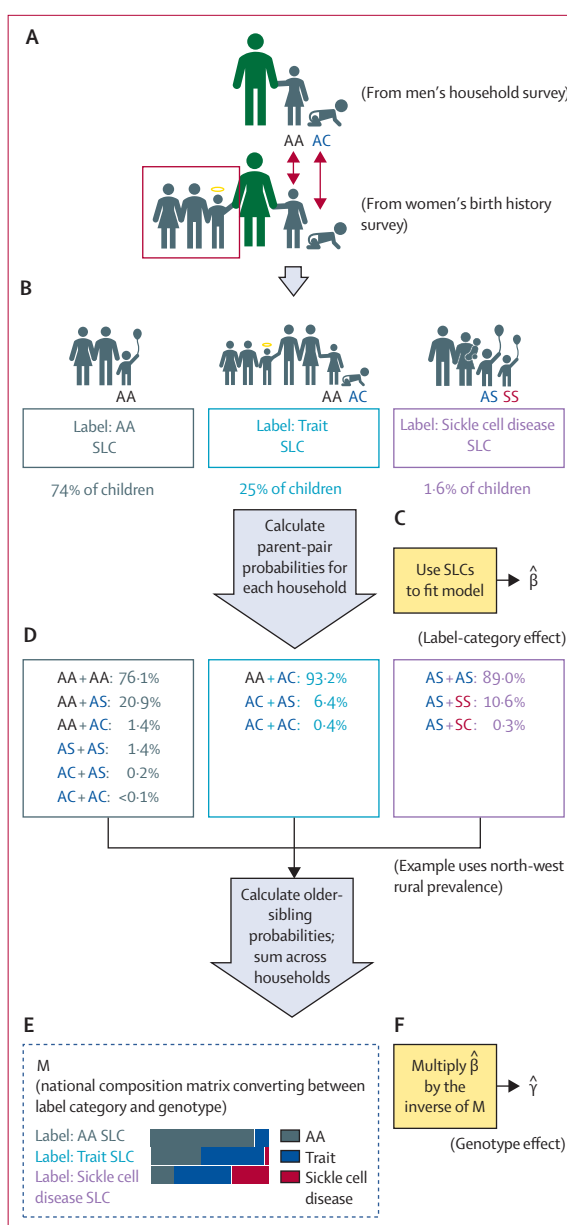 A
(From men's household survey)
AA AC
(From women's birth history
survey)
B
AA
AA AC
AS SS
Label: AA
SLC
Label: Trait
SLC
Label: Sickle cell disease
SLC
74% of children
25% of children
1·6% of children
Calculate
parent-pair
probabilities for
each household
C
Use SLCs
to fit model
β̂
(Label-category effect)
D
AA + AA: 76·1%
AA + AS: 20·9%
AA + AC: 1·4%
AS + AS: 1·4%
AC + AS: 0·2%
AC + AC: <0·1%
AA + AC: 93·2%
AC + AS: 6·4%
AC + AC: 0·4%
AS + AS: 89·0%
AS + SS: 10·6%
AS + SC: 0·3%
(Example uses north-west
rural prevalence)
Calculate older-
sibling
probabilities;
sum across
households
E
M
(national composition matrix converting between
label category and genotype)
Label: AA SLC
Label: Trait SLC
Label: Sickle cell
disease SLC
AA
Trait
Sickle cell
disease
F
Multiply β̂
by the
inverse of M
γ̂
(Genotype effect)